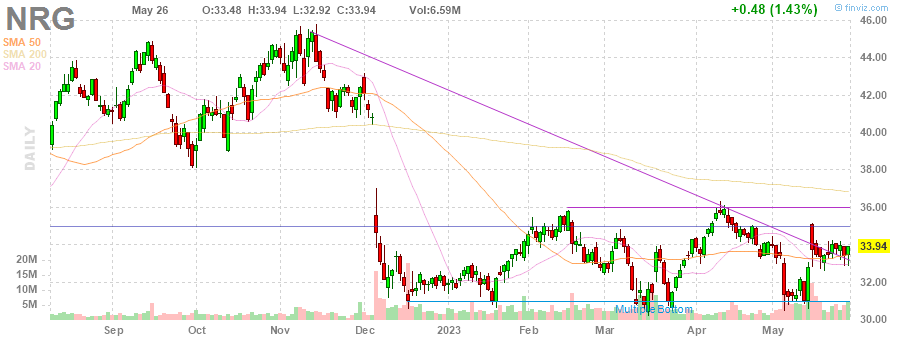 NRG May 26 O:33.48 H:33.94 L:32.92 C:33.94 Vol:6.59M +0.48 (1.43%)
© finviz.com
SMA 50
SMA 200
SMA 20
DAILY
46.00
44.00
42.00
40.00
38.00
36.00
33.94
32.00
30.00
20M
15M
10M
5M
Multiple Bottom
Sep Oct Nov Dec 2023 Feb Mar Apr May